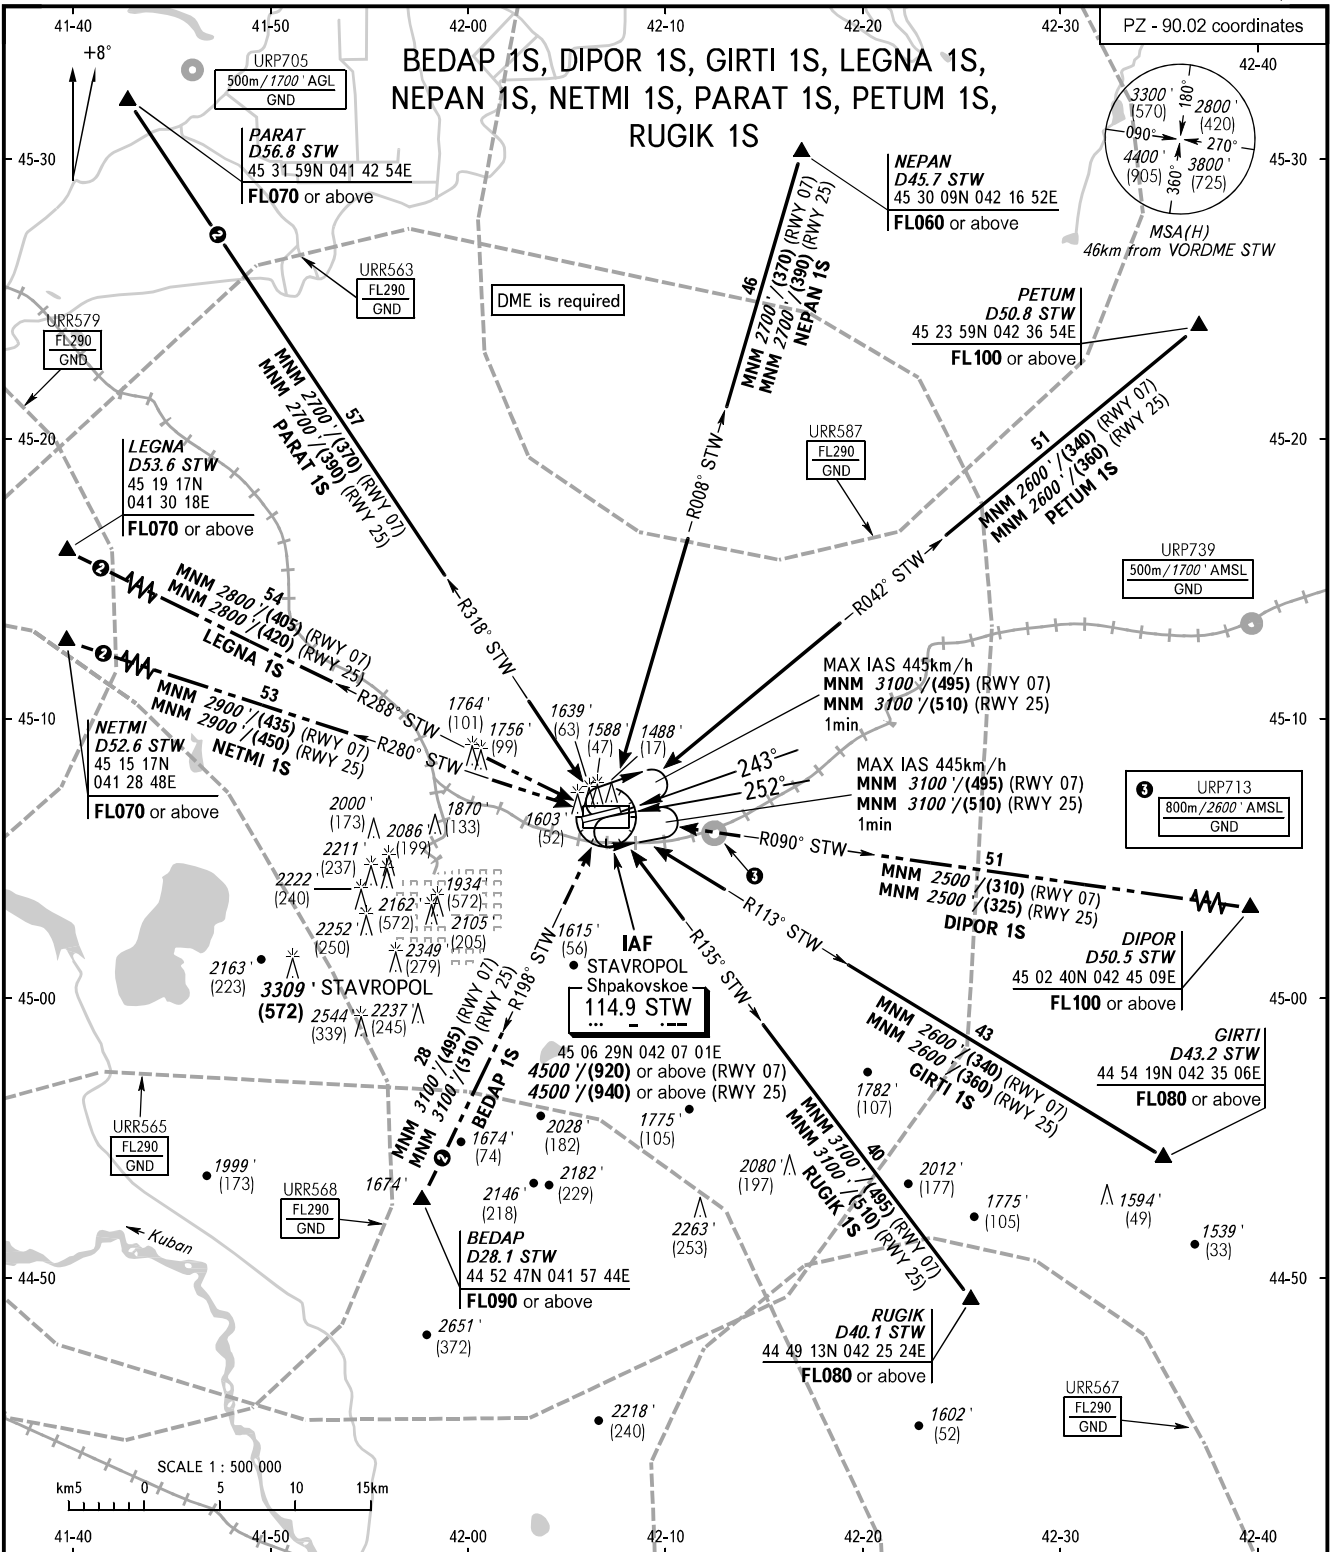 41-40
41-50
42-00
42-10
42-20
42-30
PZ - 90.02 coordinates
42-40
+8°
BEDAP 1S, DIPOR 1S, GIRTI 1S, LEGNA 1S,
NEPAN 1S, NETMI 1S, PARAT 1S, PETUM 1S,
RUGIK 1S
URP705
500m/1700' AGL
GND
3300'
(570)
180°
2800'
(420)
090°
270°
4400'
(905)
360°
3800'
(725)
MSA(H)
46km from VORDME STW
45-30
45-30
PARAT
D56.8 STW
45 31 59N 041 42 54E
FL070 or above
NEPAN
D45.7 STW
45 30 09N 042 16 52E
FL060 or above
2
URR563
FL290
GND
DME is required
46
MNM 2700'/(370) (RWY 07)
MNM 2700'/(390) (RWY 25)
NEPAN 1S
PETUM
D50.8 STW
45 23 59N 042 36 54E
FL100 or above
URR579
FL290
GND
57
MNM 2700'/(370) (RWY 07)
MNM 2700'/(390) (RWY 25)
PARAT 1S
45-20
45-20
URR587
FL290
GND
51
MNM 2600'/(340) (RWY 07)
MNM 2600'/(360) (RWY 25)
PETUM 1S
LEGNA
D53.6 STW
45 19 17N
041 30 18E
FL070 or above
R008° STW
R042° STW
R318° STW
URP739
500m/1700' AMSL
GND
2
54
MNM 2800'/(405) (RWY 07)
MNM 2800'/(420) (RWY 25)
LEGNA 1S
R288° STW
2
53
MNM 2900'/(435) (RWY 07)
MNM 2900'/(450) (RWY 25)
NETMI 1S
R280° STW
MAX IAS 445km/h
MNM 3100'/(495) (RWY 07)
MNM 3100'/(510) (RWY 25)
1min
45-10
45-10
NETMI
D52.6 STW
45 15 17N
041 28 48E
FL070 or above
1764'
(101)
1756'
(99)
1639'
(63)
1588'
(47)
1488'
(17)
243°
252°
MAX IAS 445km/h
MNM 3100'/(495) (RWY 07)
MNM 3100'/(510) (RWY 25)
1min
3
URP713
800m/2600' AMSL
GND
2000'
(173)
1870'
(133)
1603'
(52)
2086'
(199)
2211'
(237)
2222'
(240)
2162'
(572)
1934'
(572)
2252
(250)
2105
(205)
2349
(279)
R090° STW
51
MNM 2500'/(310) (RWY 07)
MNM 2500'/(325) (RWY 25)
DIPOR 1S
3
R113° STW
R135° STW
R198° STW
DIPOR
D50.5 STW
45 02 40N 042 45 09E
FL100 or above
1615'
(56)
IAF
STAVROPOL
Shpakovskoe
114.9 STW
45 06 29N 042 07 01E
4500'/(920) or above (RWY 07)
4500'/(940) or above (RWY 25)
2163'
(223)
3309'
(572)
STAVROPOL
2544
(339)
2237'
(245)
45-00
45-00
28
MNM 3100'/(495) (RWY 07)
MNM 3100'/(510) (RWY 25)
BEDAP 1S
43
MNM 2600'/(340) (RWY 07)
MNM 2600'/(360) (RWY 25)
GIRTI 1S
GIRTI
D43.2 STW
44 54 19N 042 35 06E
FL080 or above
1782'
(107)
URR565
FL290
GND
1674'
(74)
2028'
(182)
1775'
(105)
40
MNM 3100'/(495) (RWY 07)
MNM 3100'/(510) (RWY 25)
RUGIK 1S
2
1999'
(173)
1674'
URR568
FL290
GND
2146'
(218)
2182'
(229)
2080'
(197)
2012'
(177)
2263'
(253)
1775'
(105)
1594'
(49)
1539'
(33)
Kuban
BEDAP
D28.1 STW
44 52 47N 041 57 44E
FL090 or above
44-50
44-50
RUGIK
D40.1 STW
44 49 13N 042 25 24E
FL080 or above
2651'
(372)
URR567
FL290
GND
2218'
(240)
1602'
(52)
SCALE 1 : 500 000
km5 0 5 10 15km
41-40
41-50
42-00
42-10
42-20
42-30
42-40